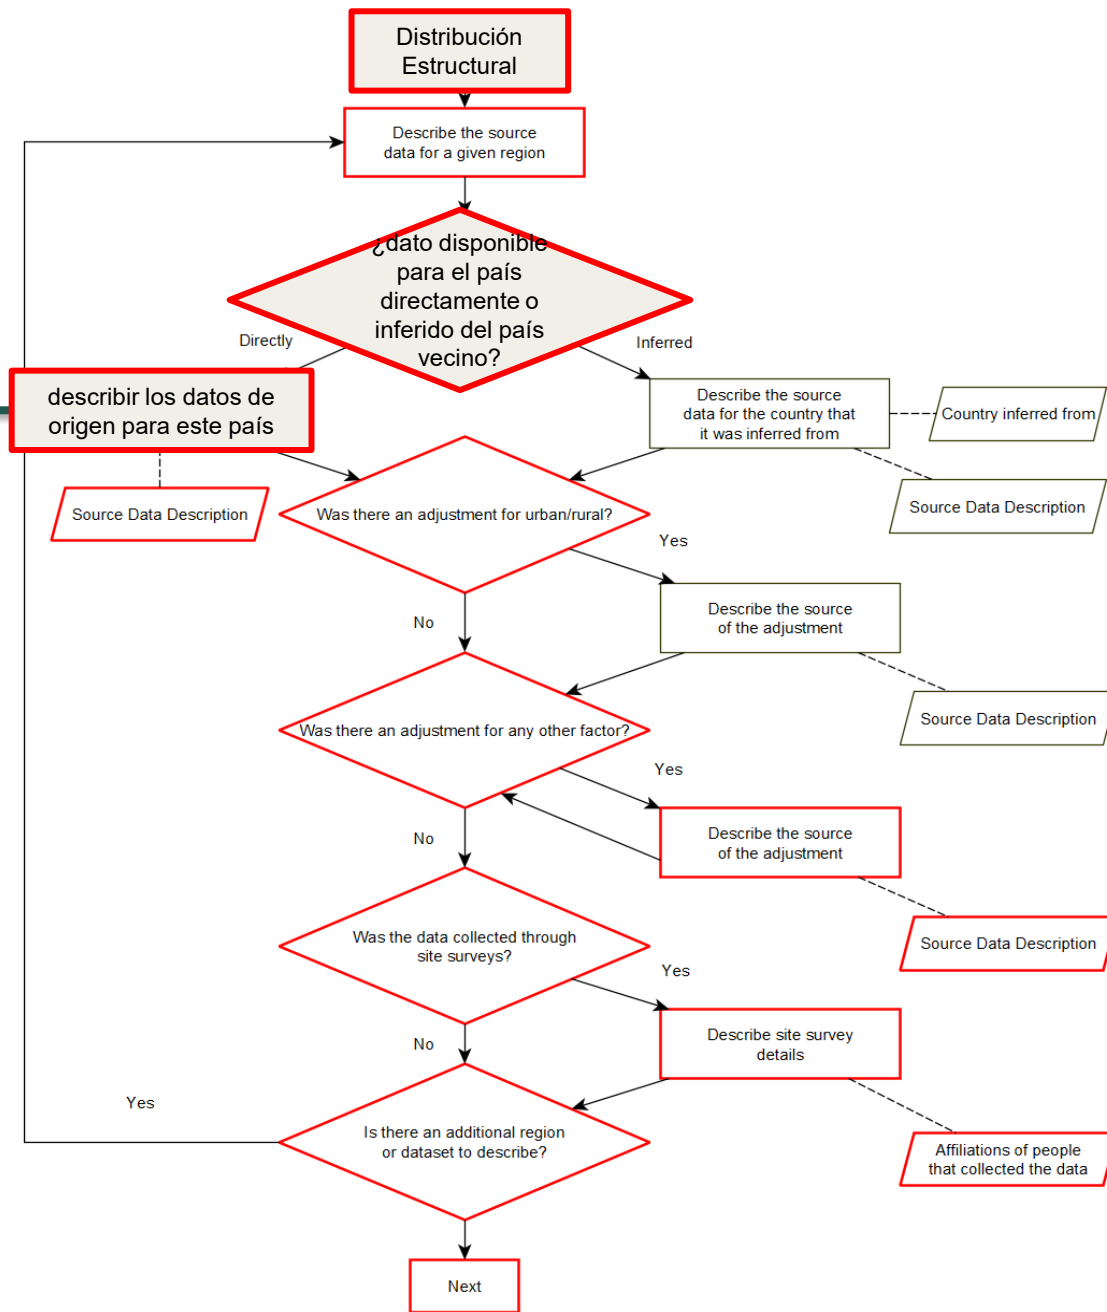 Distribución
Estructural
Describe the source
data for a given region
¿dato disponible
para el país
directamente o
inferido del país
vecino?
Directly
Inferred
describir los datos de
origen para este país
Describe the source
data for the country that
it was inferred from
Country inferred from
Source Data Description
Source Data Description
Was there an adjustment for urban/rural?
Yes
No
Describe the source
of the adjustment
Source Data Description
Was there an adjustment for any other factor?
Yes
No
Describe the source
of the adjustment
Source Data Description
Was the data collected through
site surveys?
Yes
No
Describe site survey
details
Yes
Is there an additional region
or dataset to describe?
Affiliations of people
that collected the data
Next